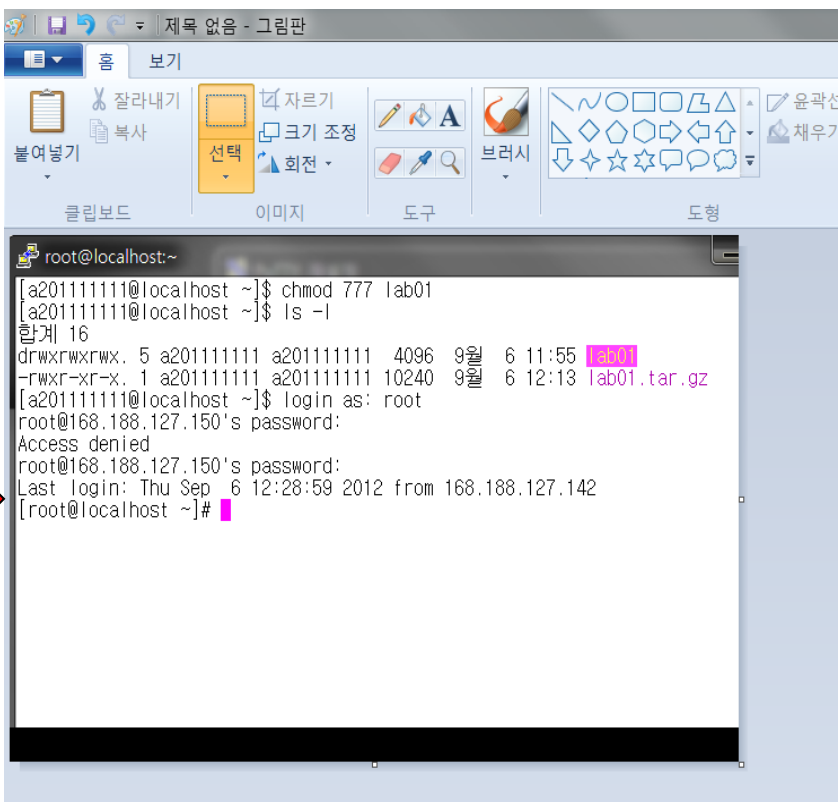 제목 없음 - 그림판
홈 보기
붙여넣기
잘라내기
복사
클립보드
선택
자르기
크기 조정
회전
이미지
A
도구
브러시
도형
채우기
root@localhost:~
[a201111111@localhost ~]$ chmod 777 lab01
[a201111111@localhost ~]$ ls -l
합계 16
drwxrwxrwx. 5 a201111111 a201111111 4096 9월 6 11:55 lab01
-rwxr-xr-x. 1 a201111111 a201111111 10240 9월 6 12:13 lab01.tar.gz
[a201111111@localhost ~]$ login as: root
root@168.188.127.150's password:
Access denied
root@168.188.127.150's password:
Last login: Thu Sep 6 12:28:59 2012 from 168.188.127.142
[root@localhost ~]#